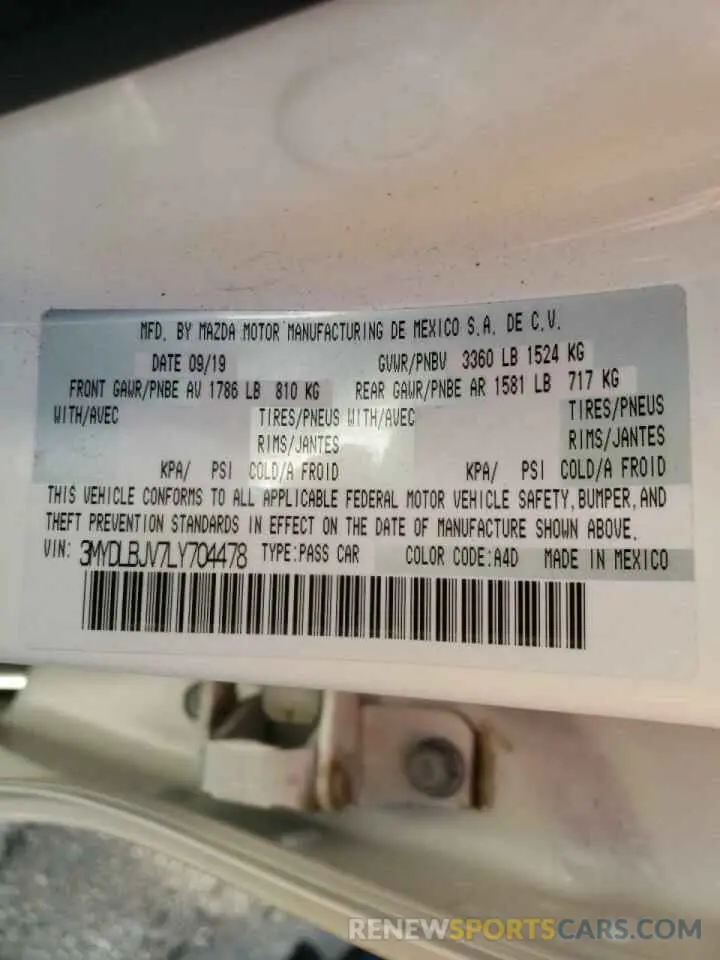 MFD. BY MAZDA MOTOR MANUFACTURING DE MEXICO S.A. DE C.V.
DATE 09/19 GVWR/PNBV 3360 LB 1524 KG
FRONT GAWR/PNBE AV 1786 LB 810 KG REAR GAWR/PNBE AR 1581 LB 717 KG
WITH/AVEC TIRES/PNEUS WITH/AVEC TIRES/PNEUS
RIMS/JANTES RIMS/JANTES
KPA/ PSI COLD/A FROID KPA/ PSI COLD/A FROID
THIS VEHICLE CONFORMS TO ALL APPLICABLE FEDERAL MOTOR VEHICLE SAFETY, BUMPER, AND
THEFT PREVENTION STANDARDS IN EFFECT ON THE DATE OF MANUFACTURE SHOWN ABOVE.
VIN: 3MYDLBJV7LY704478 TYPE:PASS CAR COLOR CODE:A4D MADE IN MEXICO
RENEWSPORTSCARS.COM